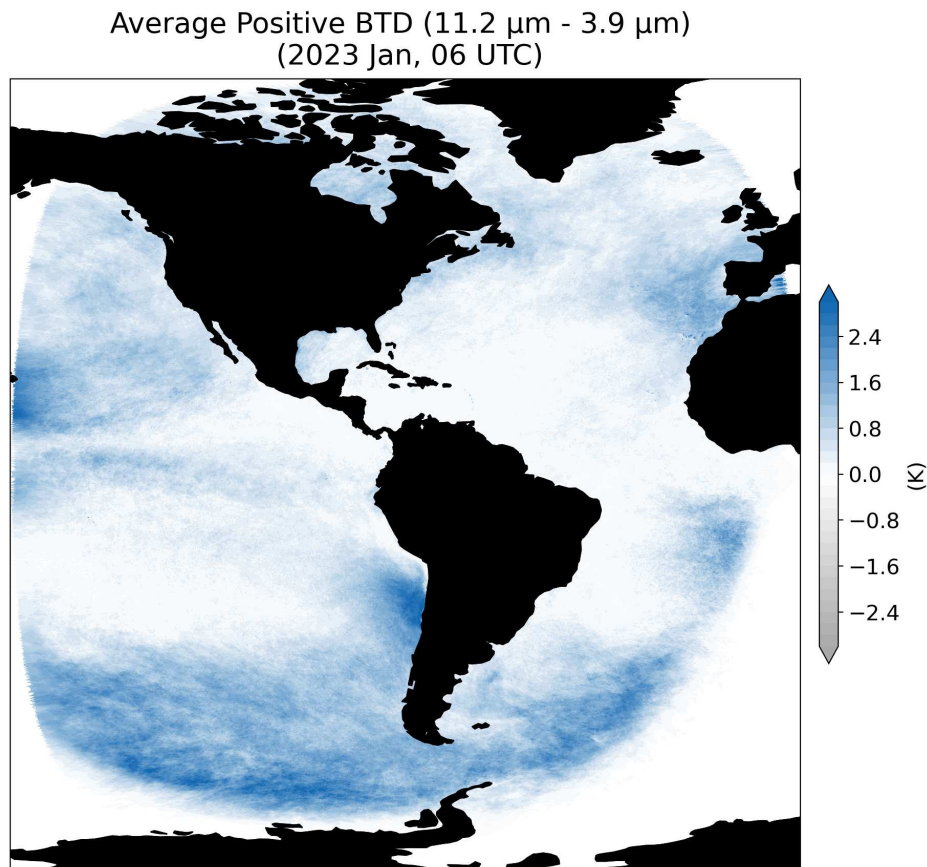 Average Positive BTD (11.2 µm - 3.9 µm)
(2023 Jan, 06 UTC)
2.4
1.6
0.8
0.0
−0.8
−1.6
−2.4
(K)